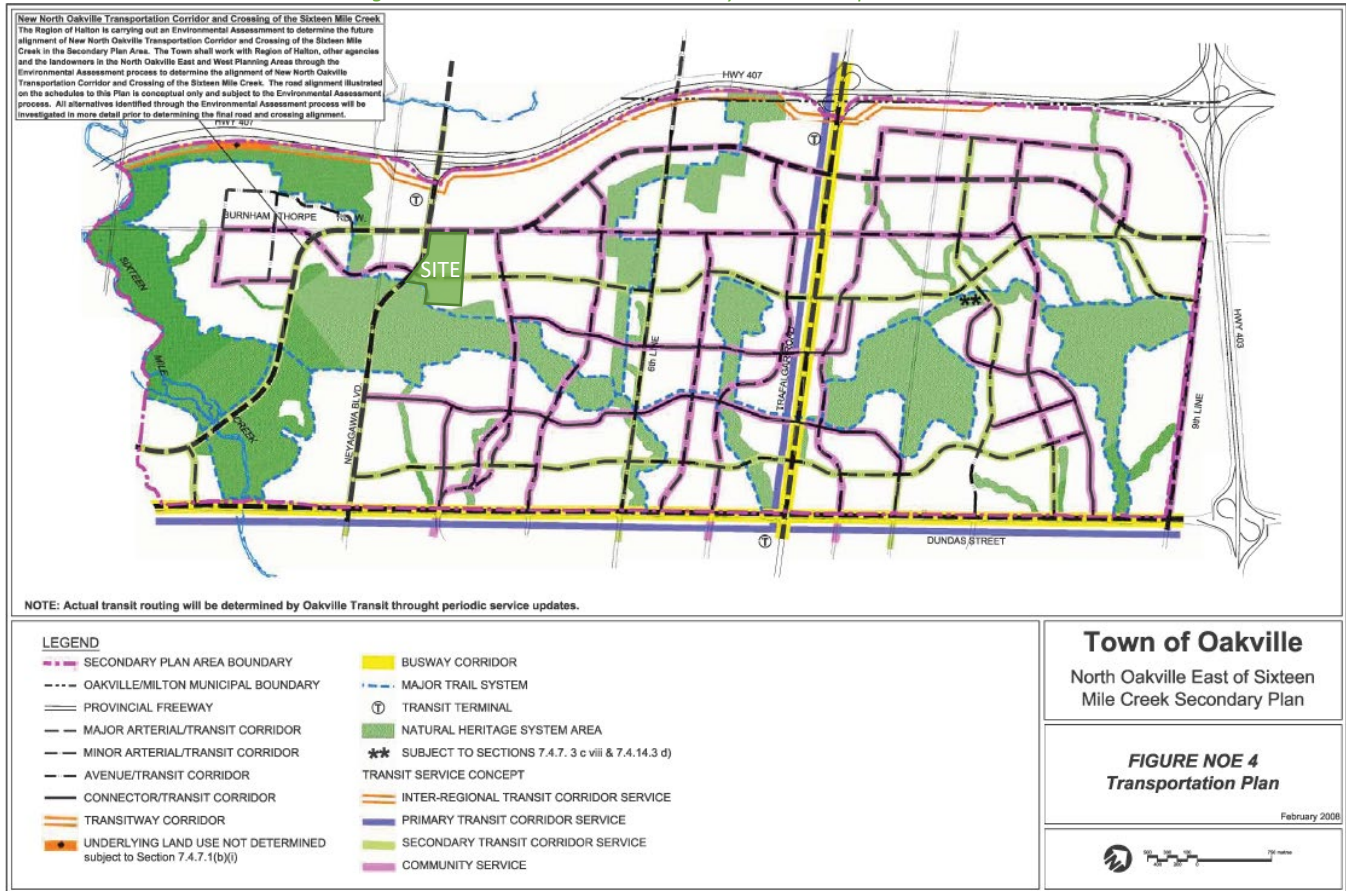 New North Oakville Transportation Corridor and Crossing of the Sixteen Mile Creek
The Region of Halton is carrying out an Environmental Assessmment to determine the future
alignment of New North Oakville Transportation Corridor and Crossing of the Sixteen Mile
Creek in the Secondary Plan Area. The Town shall work with Region of Halton, other agencies
and the landowners in the North Oakville East and West Planning Areas through the
Environmental Assessment process to determine the alignment of New North Oakville
Transportation Corridor and Crossing of the Sixteen Mile Creek. The road alignment illustrated
on the schedules to this Plan is conceptual only and subject to the Environmental Assessment
process. All alternatives identified through the Environmental Assessment process will be
investigated in more detail prior to determining the final road and crossing alignment.
HWY 407
HWY 407
T
T
BURNHAM THORPE RD. W.
SITE
SIXTEEN
MILE
CREEK
NEYAGAWA BLVD.
6th LINE
TRAFALGAR ROAD
**
HWY 403
9th LINE
T
DUNDAS STREET
NOTE: Actual transit routing will be determined by Oakville Transit throught periodic service updates.
LEGEND
SECONDARY PLAN AREA BOUNDARY
OAKVILLE/MILTON MUNICIPAL BOUNDARY
PROVINCIAL FREEWAY
MAJOR ARTERIAL/TRANSIT CORRIDOR
MINOR ARTERIAL/TRANSIT CORRIDOR
AVENUE/TRANSIT CORRIDOR
CONNECTOR/TRANSIT CORRIDOR
TRANSITWAY CORRIDOR
UNDERLYING LAND USE NOT DETERMINED
subject to Section 7.4.7.1(b)(i)
BUSWAY CORRIDOR
MAJOR TRAIL SYSTEM
T TRANSIT TERMINAL
NATURAL HERITAGE SYSTEM AREA
** SUBJECT TO SECTIONS 7.4.7. 3 c viii & 7.4.14.3 d)
TRANSIT SERVICE CONCEPT
INTER-REGIONAL TRANSIT CORRIDOR SERVICE
PRIMARY TRANSIT CORRIDOR SERVICE
SECONDARY TRANSIT CORRIDOR SERVICE
COMMUNITY SERVICE
Town of Oakville
North Oakville East of Sixteen
Mile Creek Secondary Plan
FIGURE NOE 4
Transportation Plan
February 2008
750 metres